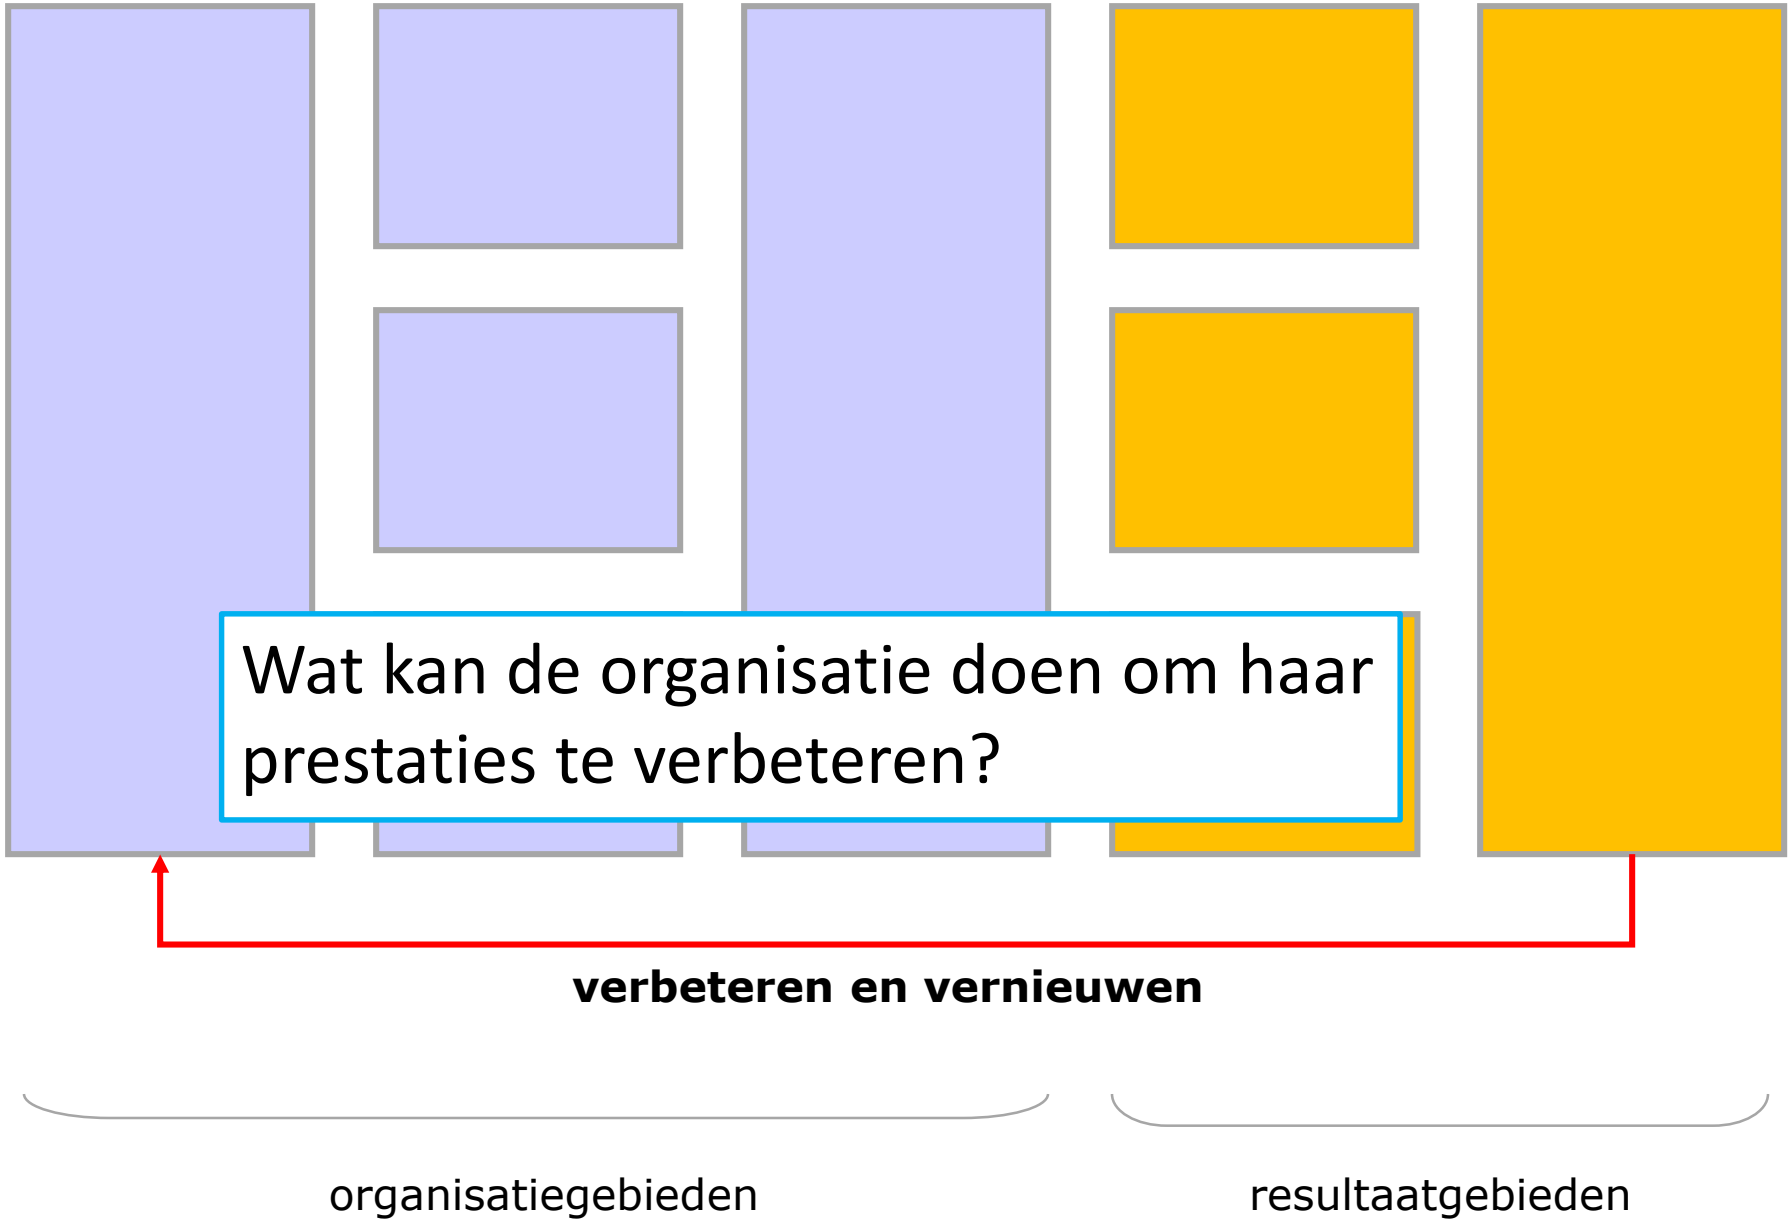 Wat kan de organisatie doen om haar
prestaties te verbeteren?
verbeteren en vernieuwen
organisatiegebieden
resultaatgebieden